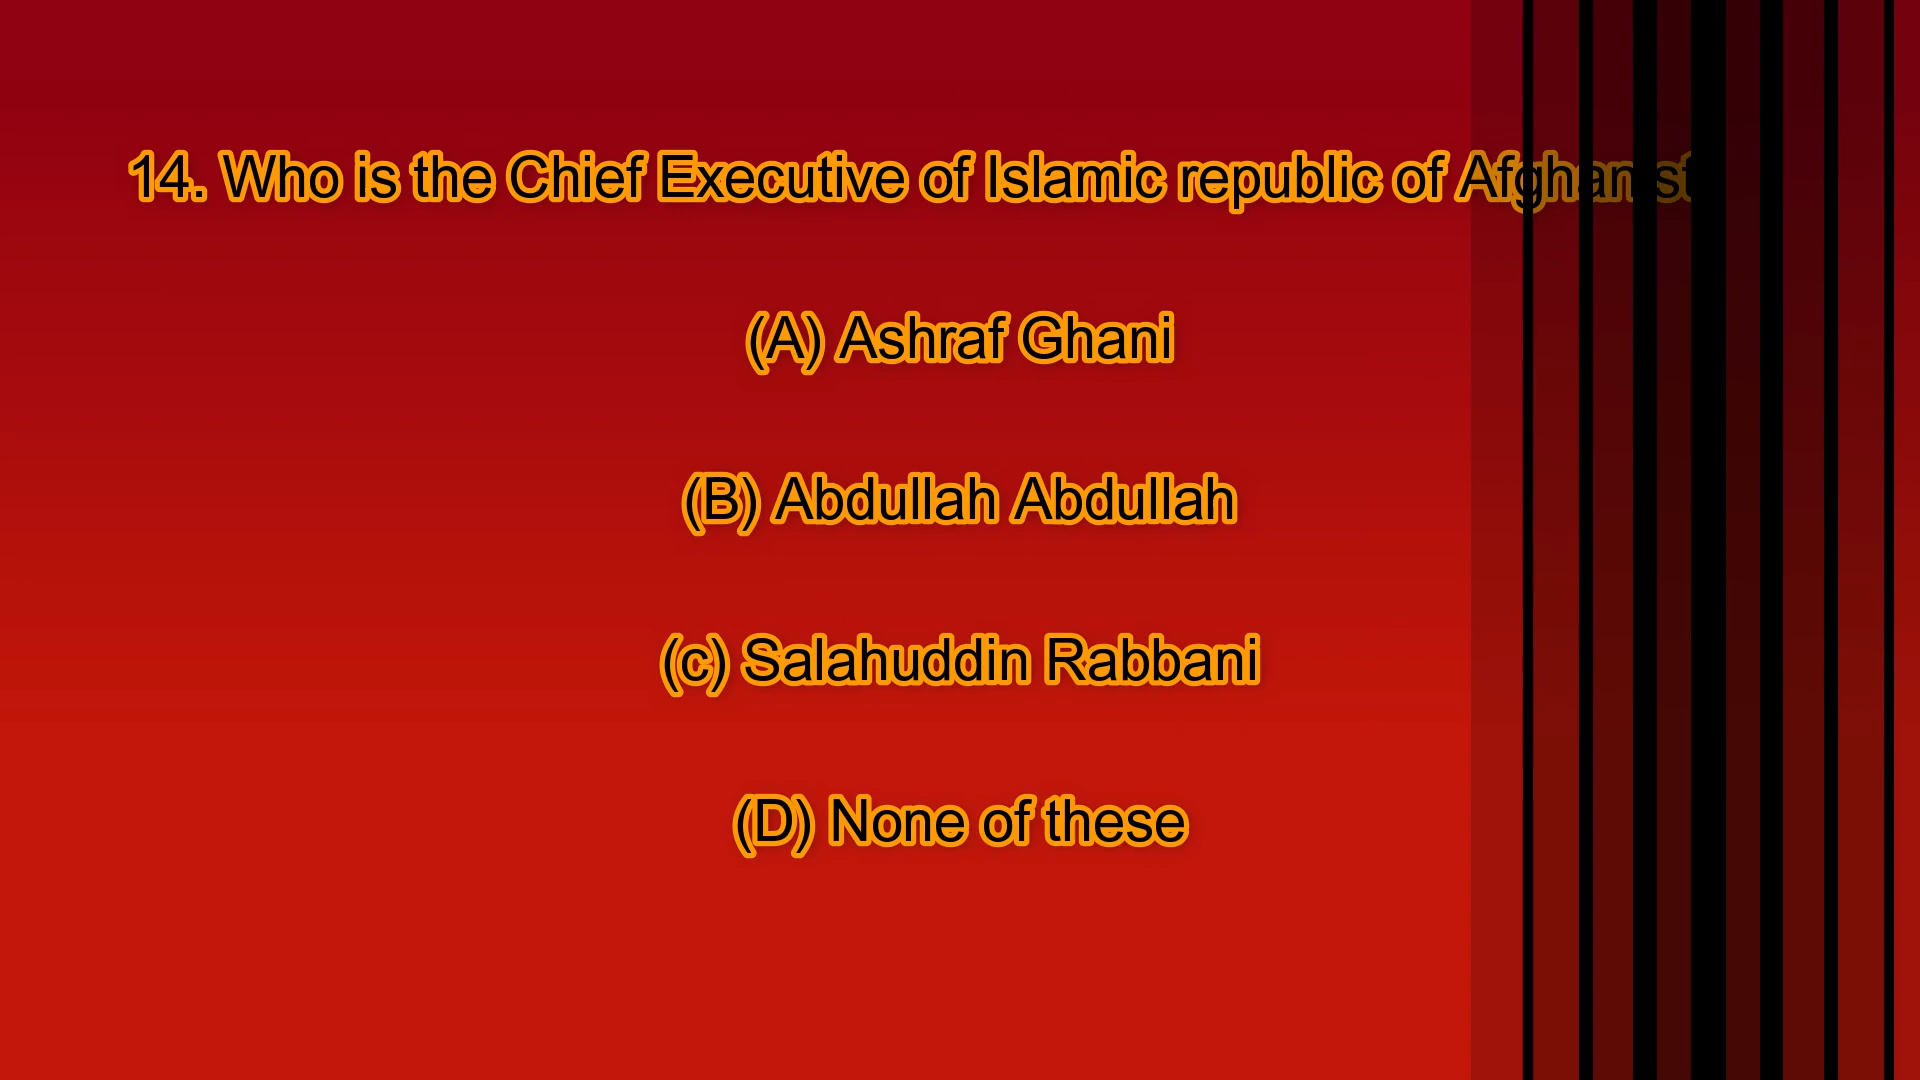 14. Who is the Chief Executive of Islamic republic of
(A) Ashraf Ghani
(B) Abdullah Abdullah
(c) Salahuddin Rabbani
(D) None of these